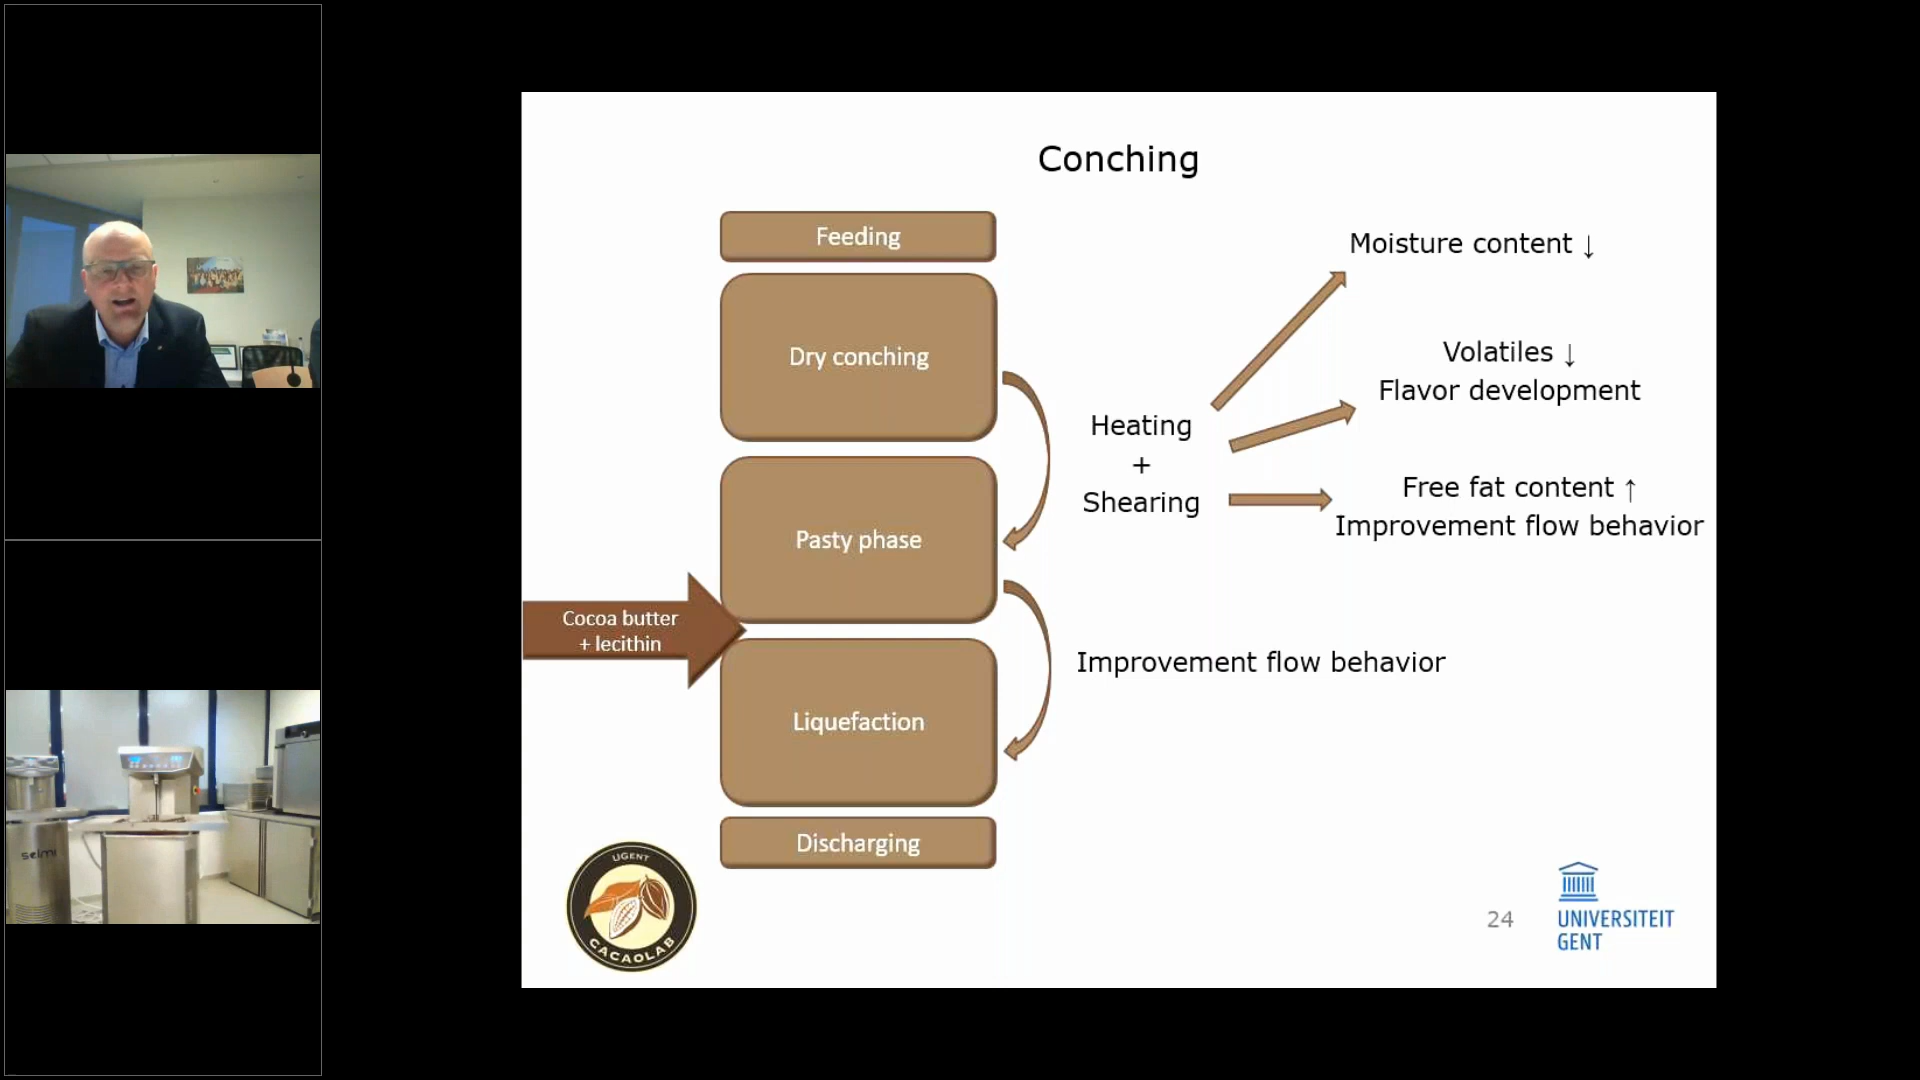 Conching
Feeding
Dry conching
Pasty phase
Cocoa butter
+ lecithin
Liquefaction
Discharging
Heating
+
Shearing
Moisture content ↓
Volatiles ↓
Flavor development
Free fat content ↑
Improvement flow behavior
Improvement flow behavior
UGENT
CACAOLAB
24
UNIVERSITEIT
GENT
selmi